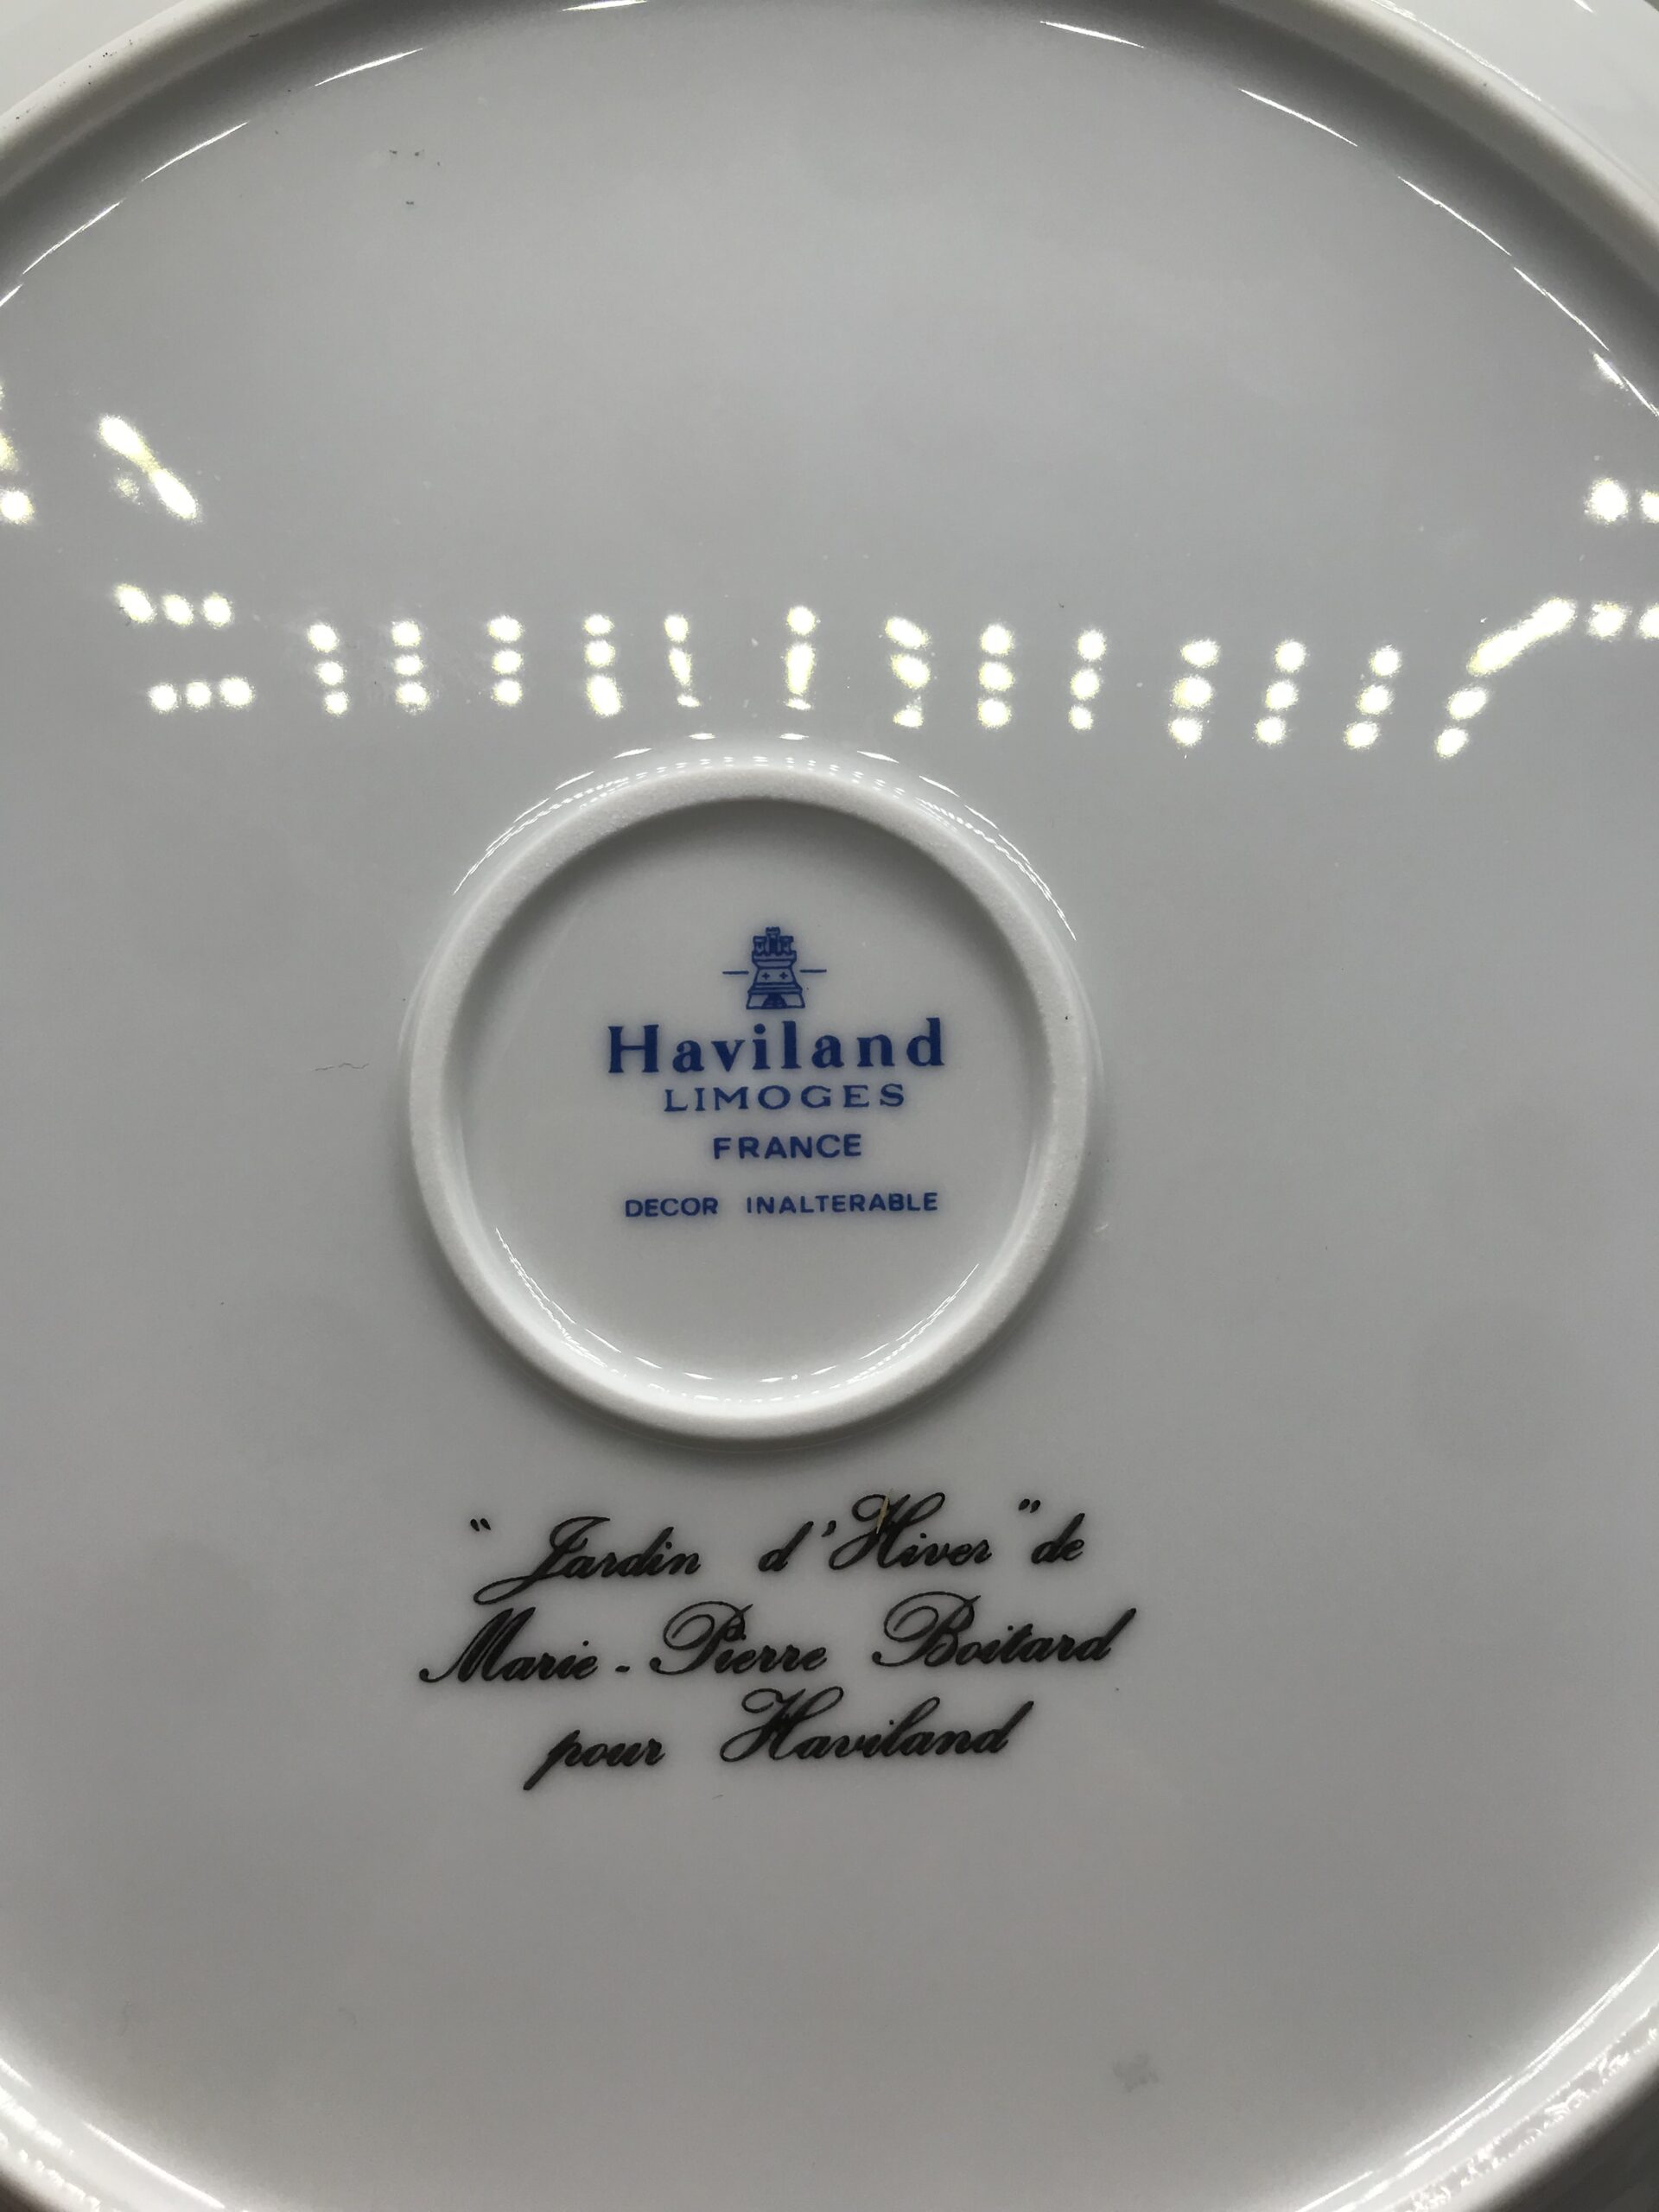 Haviland
LIMOGES
FRANCE
DECOR INALTERABLE
" Jardin d'Hiver " de
Marie - Pierre Boitard
pour Haviland